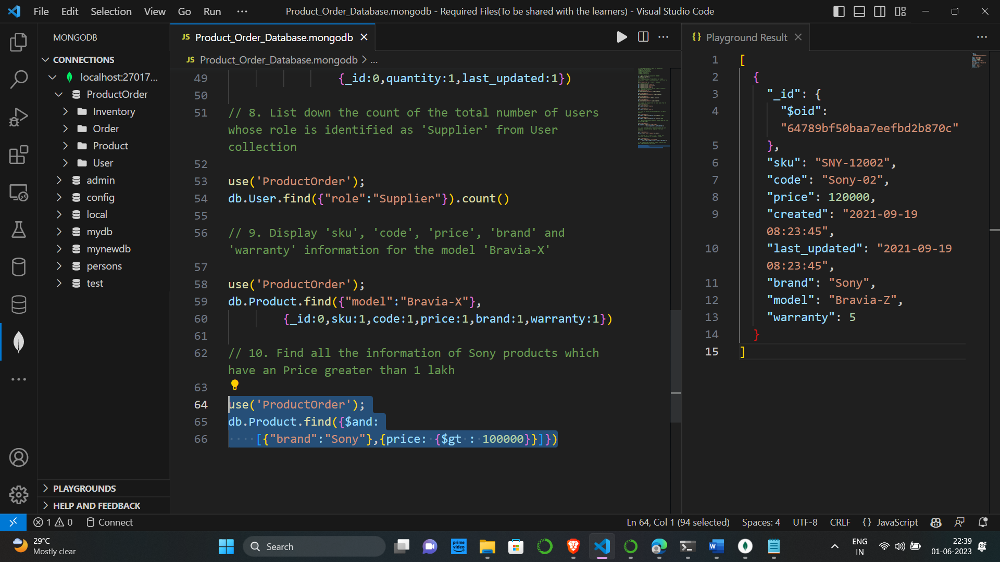 File Edit Selection View Go Run ··· Product_Order_Database.mongodb - Required Files(To be shared with the learners) - Visual Studio Code
MONGODB
CONNECTIONS
localhost:27017...
ProductOrder
Inventory
Order
Product
User
admin
config
local
mydb
mynewdb
persons
test
PLAYGROUNDS
HELP AND FEEDBACK
JS Product_Order_Database.mongodb
JS Product_Order_Database.mongodb > ...
49 {_id:0,quantity:1,last_updated:1})
50
51 // 8. List down the count of the total number of users
whose role is identified as 'Supplier' from User
collection
52
53 use('ProductOrder');
54 db.User.find({"role":"Supplier"}).count()
55
56 // 9. Display 'sku', 'code', 'price', 'brand' and
'warranty' information for the model 'Bravia-X'
57
58 use('ProductOrder');
59 db.Product.find({"model":"Bravia-X"},
60 {_id:0,sku:1,code:1,price:1,brand:1,warranty:1})
61
62 // 10. Find all the information of Sony products which
have an Price greater than 1 lakh
63
64 use('ProductOrder');
65 db.Product.find({$and:
66 ····[{"brand":"Sony"},{price:·{$gt·:·100000}}]})
{} Playground Result
1 [
2 {
3 "_id": {
4 "$oid":
"64789bf50baa7eefbd2b870c"
5 },
6 "sku": "SNY-12002",
7 "code": "Sony-02",
8 "price": 120000,
9 "created": "2021-09-19
08:23:45",
10 "last_updated": "2021-09-19
08:23:45",
11 "brand": "Sony",
12 "model": "Bravia-Z",
13 "warranty": 5
14 }
15 ]
1 0 Connect
Ln 64, Col 1 (94 selected) Spaces: 4 UTF-8 CRLF {} JavaScript
29°C
Mostly clear
Search
prime
video
W
ENG
IN
22:39
01-06-2023